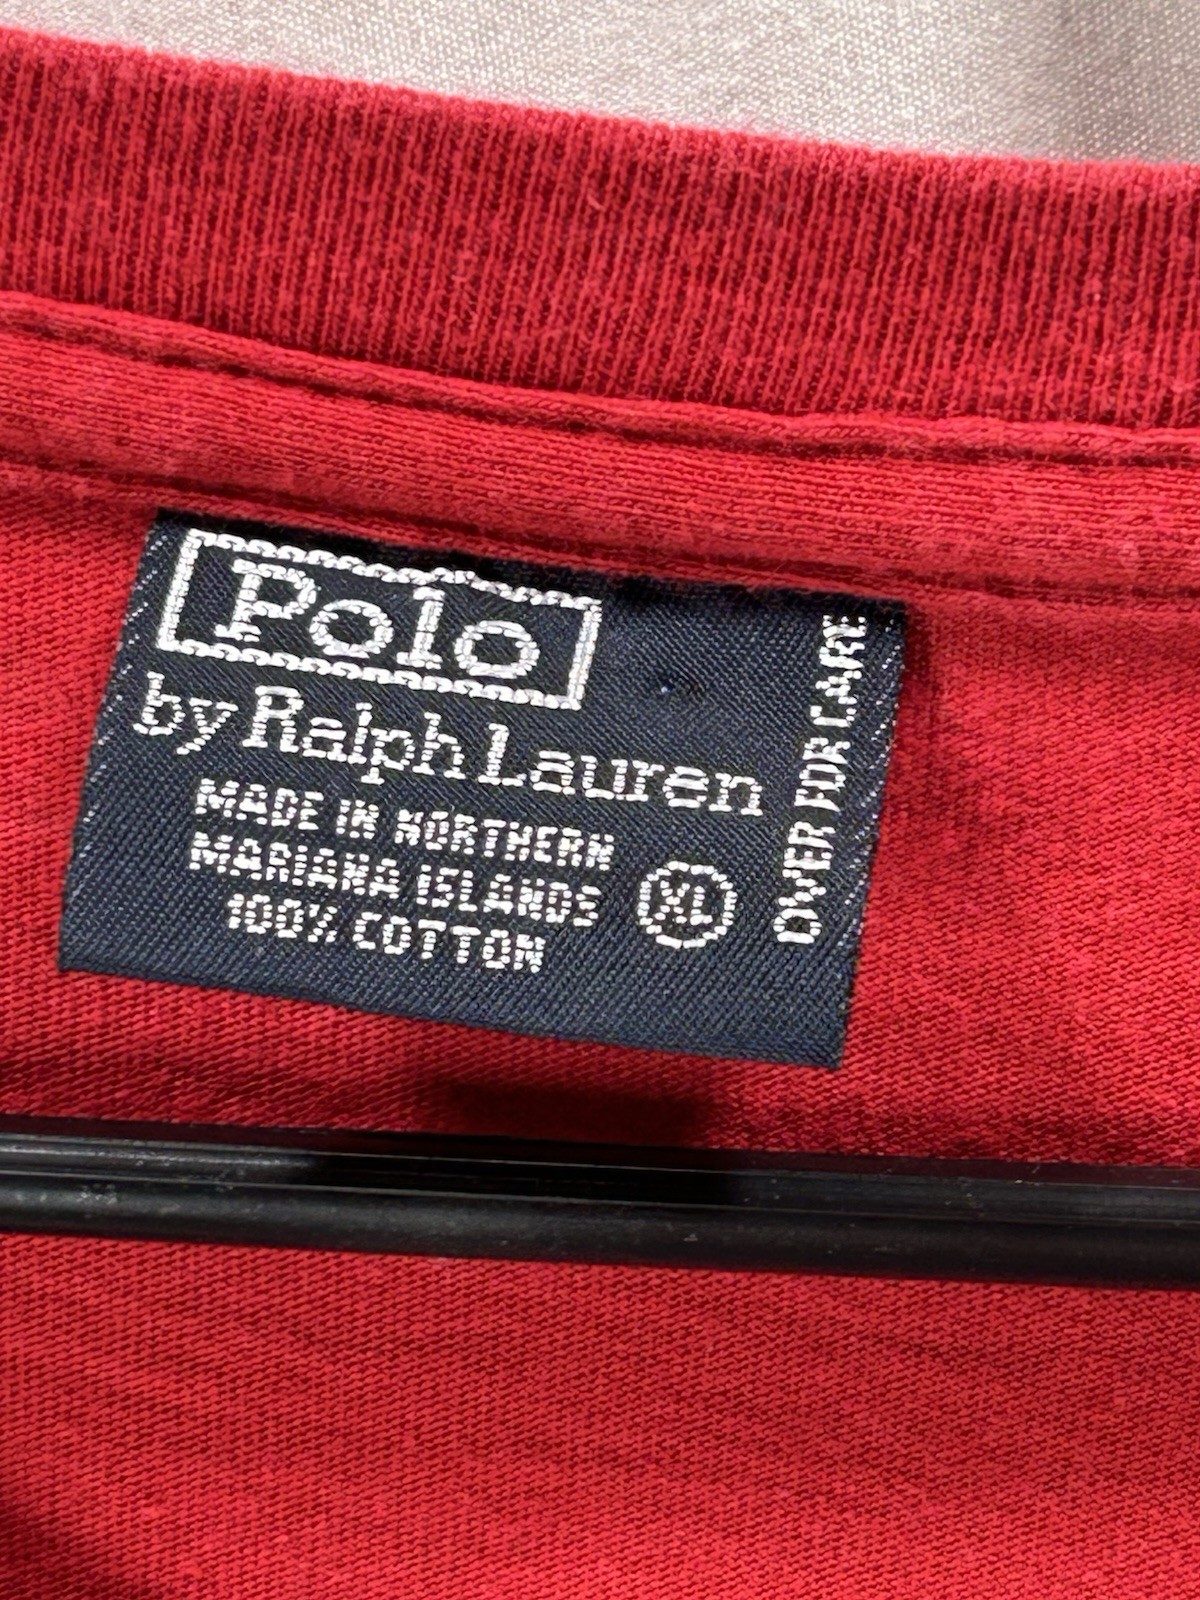 Polo
by Ralph Lauren
MADE IN NORTHERN
MARIANA ISLANDS
100% COTTON
XL
OVER FOR CARE